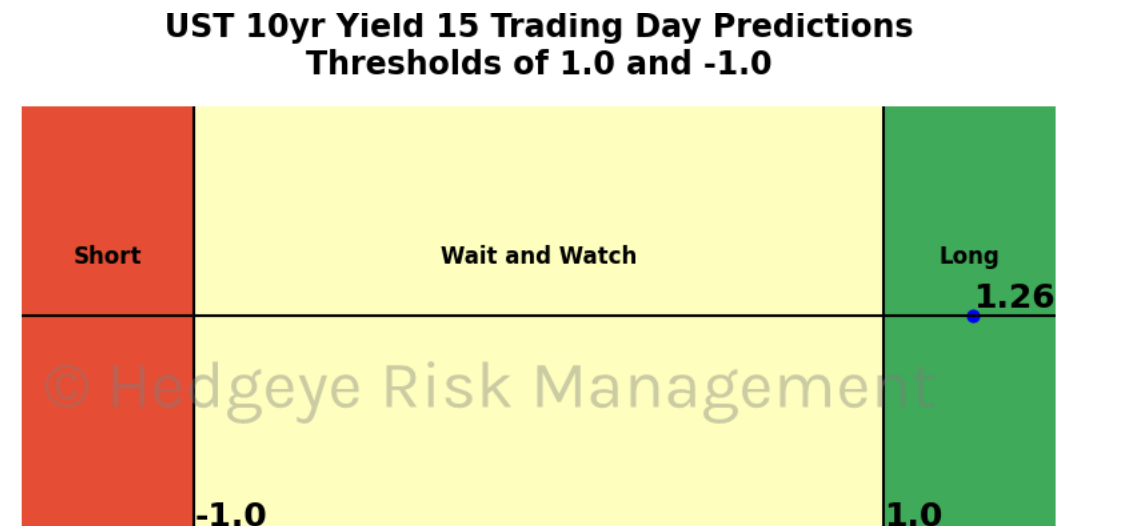 UST 10yr Yield 15 Trading Day Predictions
Thresholds of 1.0 and -1.0
Short
Wait and Watch
Long
1.26
© Hedgeye Risk Management
-1.0
1.0